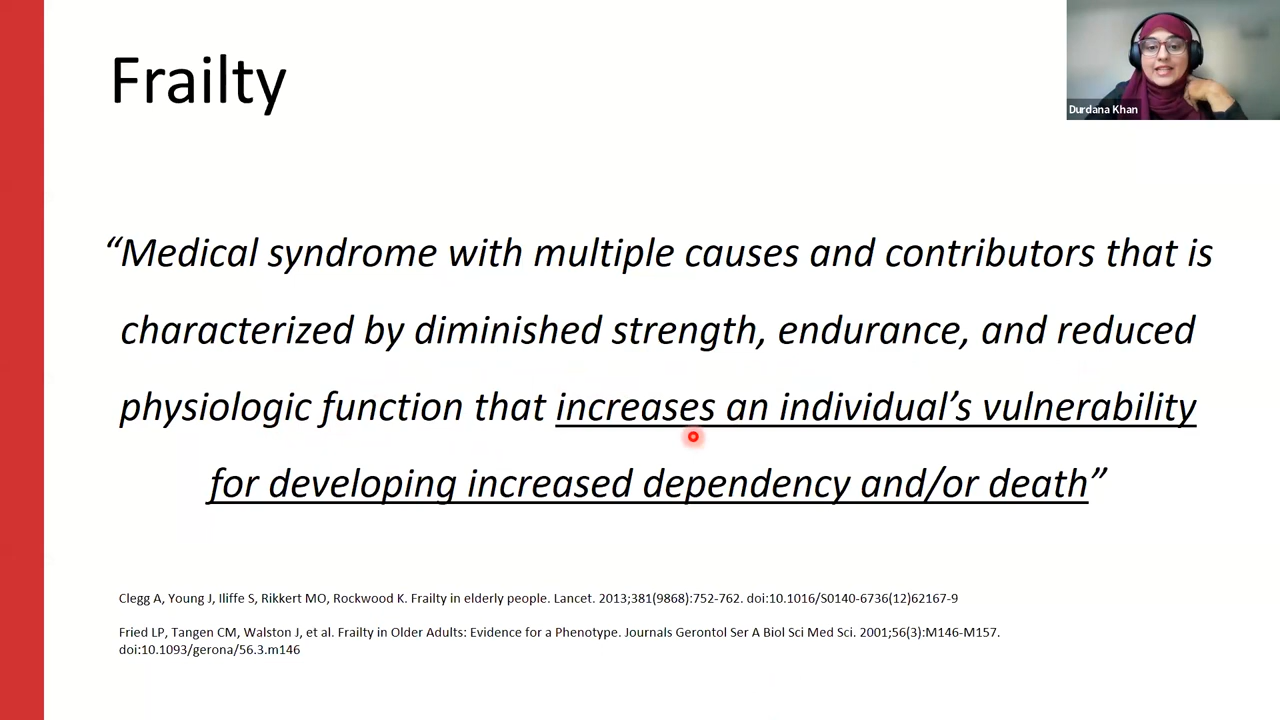 Frailty
Durdana Khan
“Medical syndrome with multiple causes and contributors that is
characterized by diminished strength, endurance, and reduced
physiologic function that increases an individual’s vulnerability
for developing increased dependency and/or death”
Clegg A, Young J, Iliffe S, Rikkert MO, Rockwood K. Frailty in elderly people. Lancet. 2013;381(9868):752-762. doi:10.1016/S0140-6736(12)62167-9
Fried LP, Tangen CM, Walston J, et al. Frailty in Older Adults: Evidence for a Phenotype. Journals Gerontol Ser A Biol Sci Med Sci. 2001;56(3):M146-M157.
doi:10.1093/gerona/56.3.m146